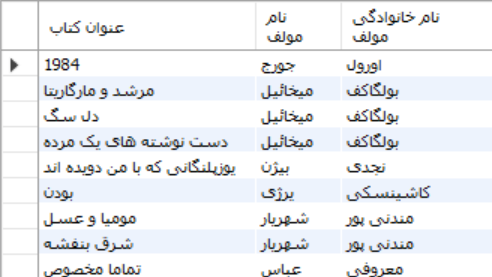 نام خانوادگی مولف نام مولف عنوان کتاب
اورول جورج 1984
بولگاکف میخائیل مرشد و مارگاریتا
بولگاکف میخائیل دل سگ
بولگاکف میخائیل دست نوشته های یک مرده
نجدی بیژن یوزپلنگانی که با من دویده اند
کاشینسکی یرژی بودن
مندنی پور شهریار مومیا و عسل
مندنی پور شهریار شرق بنفشه
معروفی عباس تماما مخصوص